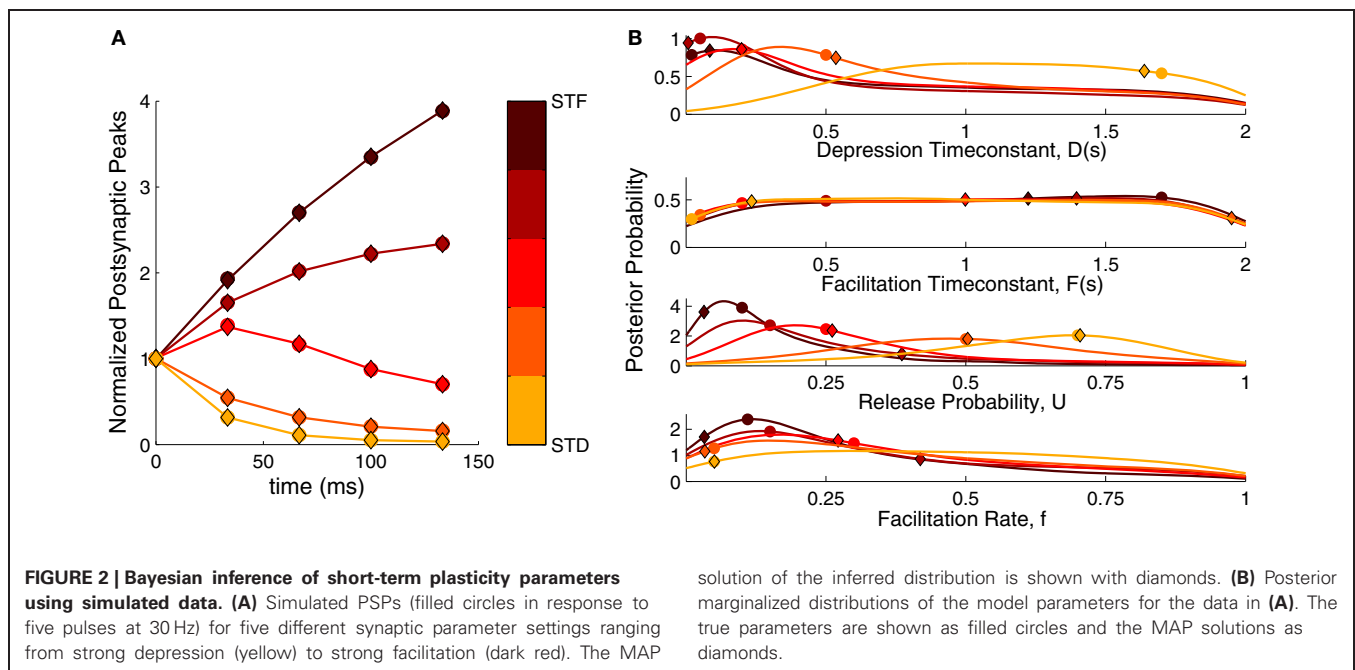 A
Normalized Postsynaptic Peaks
4
3
2
1
0
0
50
100
150
time (ms)
STF
STD
B
Posterior Probability
1
0.5
0
0.5
1
1.5
2
Depression Timeconstant, D(s)
0.5
0
0.5
1
1.5
2
Facilitation Timeconstant, F(s)
4
2
0
0.25
0.5
0.75
1
Release Probability, U
2
1
0
0.25
0.5
0.75
1
Facilitation Rate, f
FIGURE 2 | Bayesian inference of short-term plasticity parameters
using simulated data. (A) Simulated PSPs (filled circles in response to
five pulses at 30 Hz) for five different synaptic parameter settings ranging
from strong depression (yellow) to strong facilitation (dark red). The MAP
solution of the inferred distribution is shown with diamonds. (B) Posterior
marginalized distributions of the model parameters for the data in (A). The
true parameters are shown as filled circles and the MAP solutions as
diamonds.